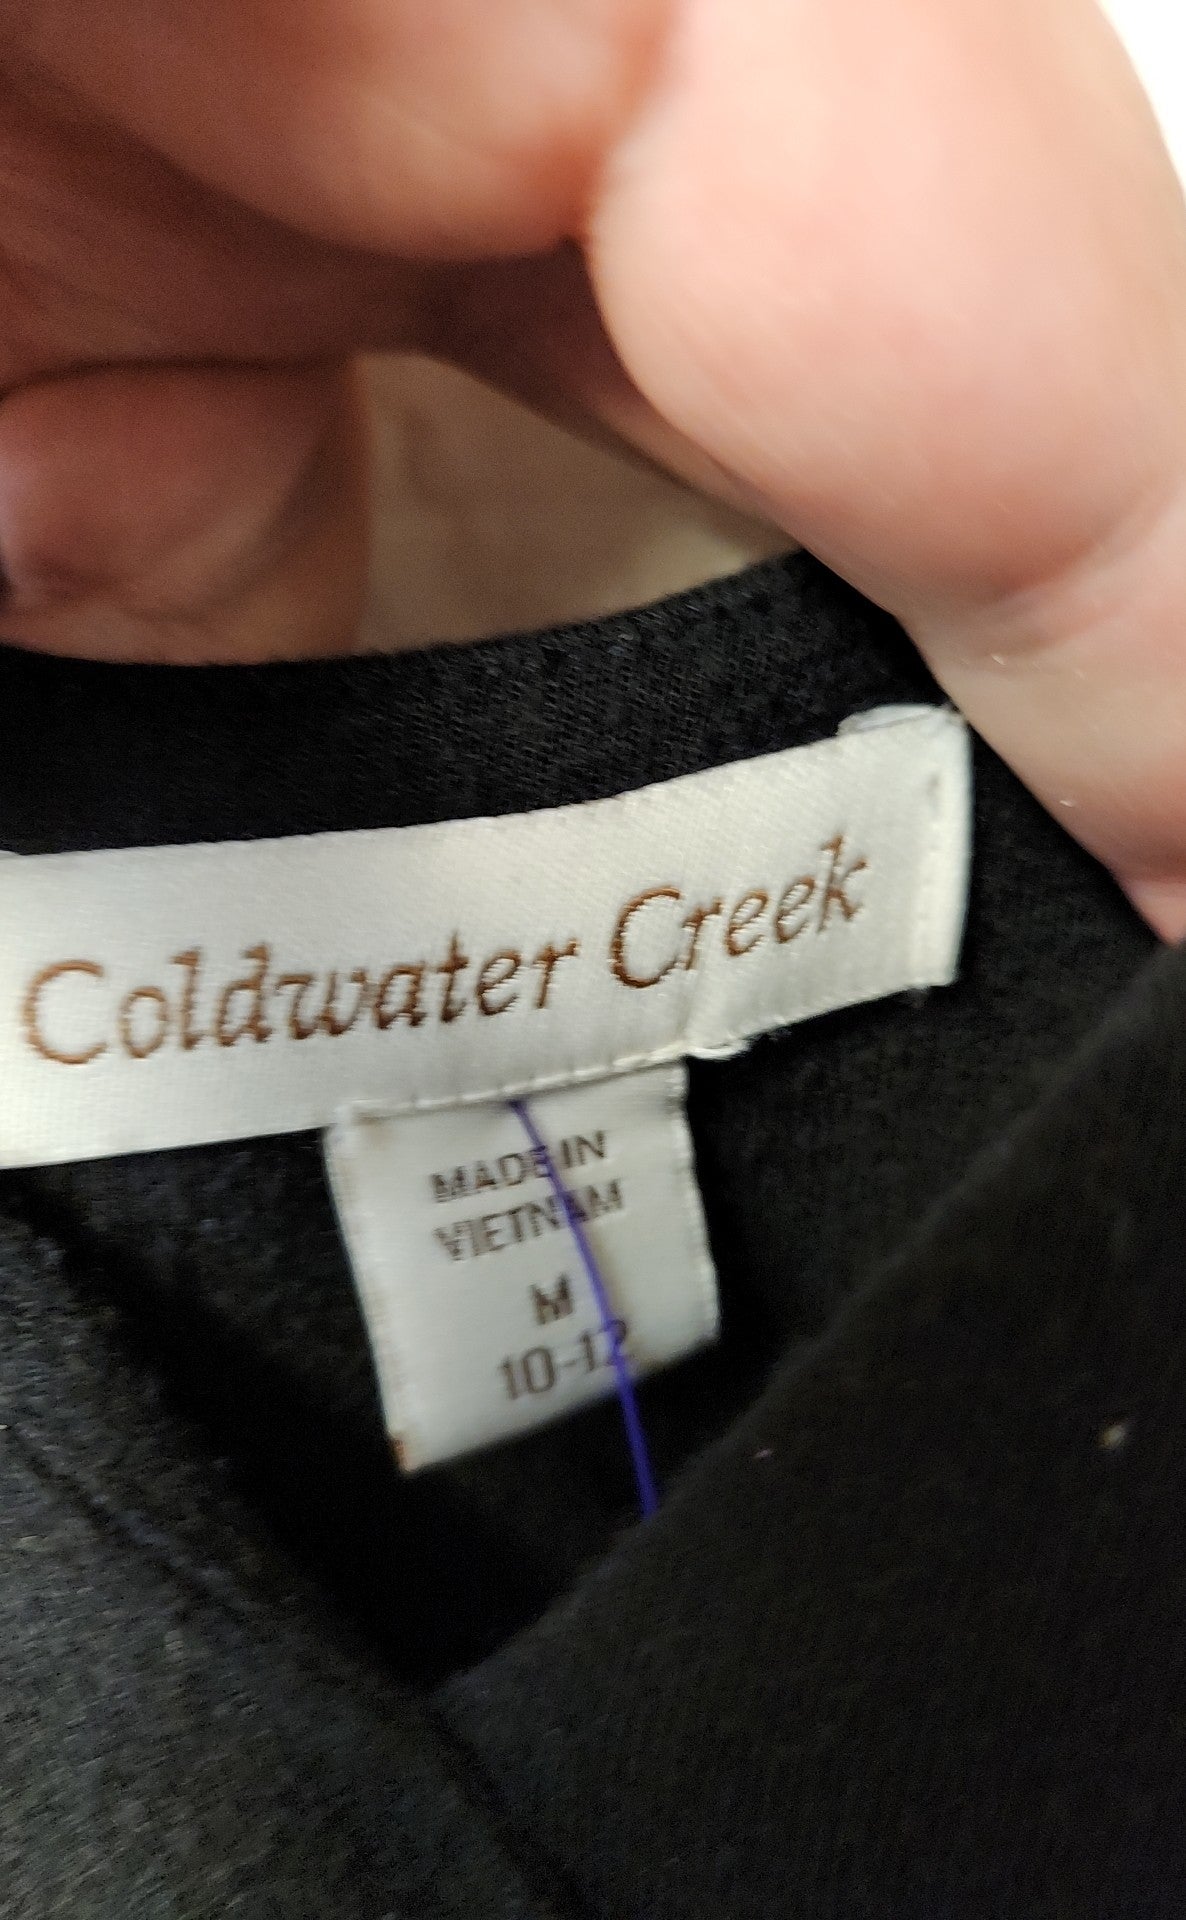 Coldwater Creek
MADE IN
VIETNAM
M
10-12